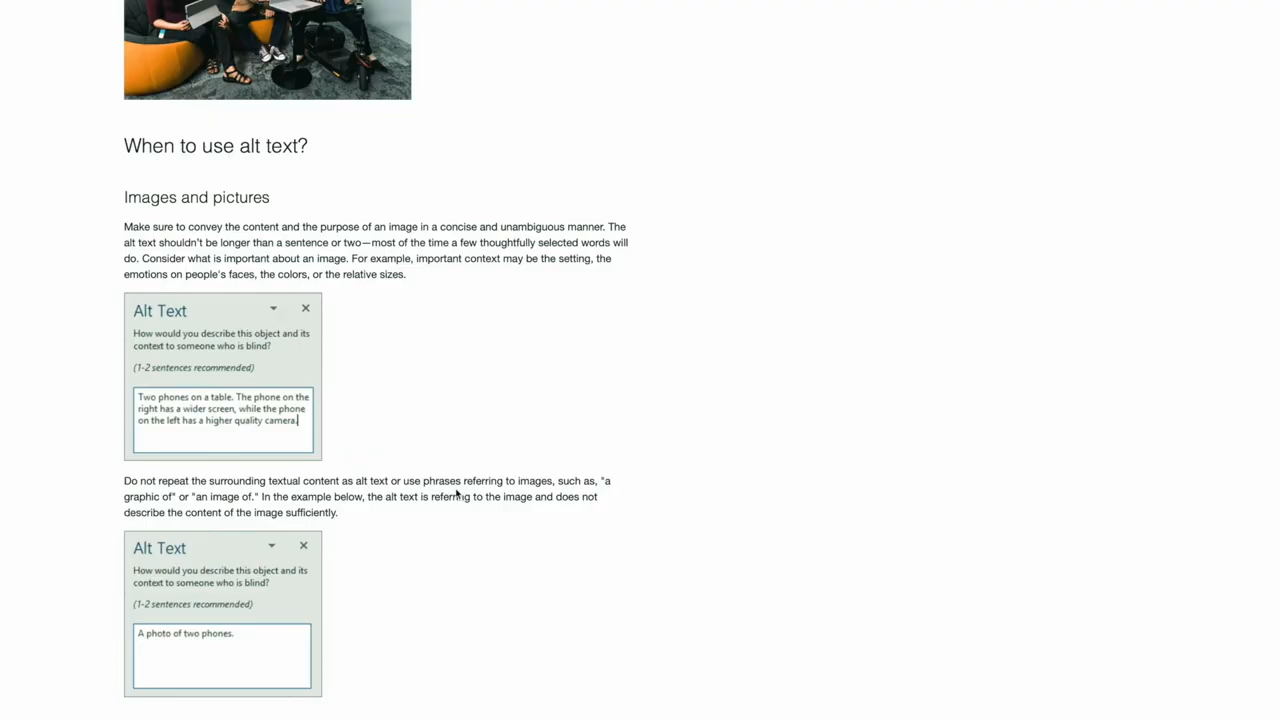 When to use alt text?
Images and pictures
Make sure to convey the content and the purpose of an image in a concise and unambiguous manner. The
alt text shouldn't be longer than a sentence or two—most of the time a few thoughtfully selected words will
do. Consider what is important about an image. For example, important context may be the setting, the
emotions on people's faces, the colors, or the relative sizes.
Alt Text
How would you describe this object and its
context to someone who is blind?
(1-2 sentences recommended)
Two phones on a table. The phone on the
right has a wider screen, while the phone
on the left has a higher quality camera.
Do not repeat the surrounding textual content as alt text or use phrases referring to images, such as, "a
graphic of" or "an image of." In the example below, the alt text is referring to the image and does not
describe the content of the image sufficiently.
Alt Text
How would you describe this object and its
context to someone who is blind?
(1-2 sentences recommended)
A photo of two phones.